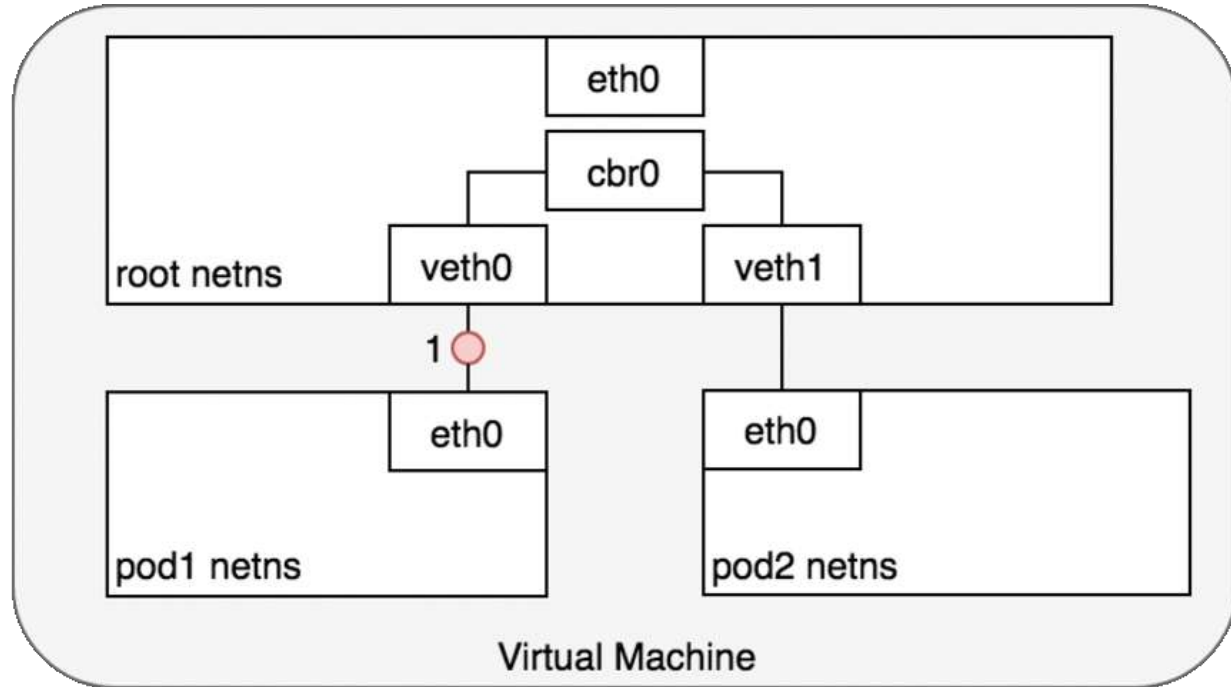 eth0
cbr0
veth0
veth1
root netns
1
eth0
eth0
pod1 netns
pod2 netns
Virtual Machine